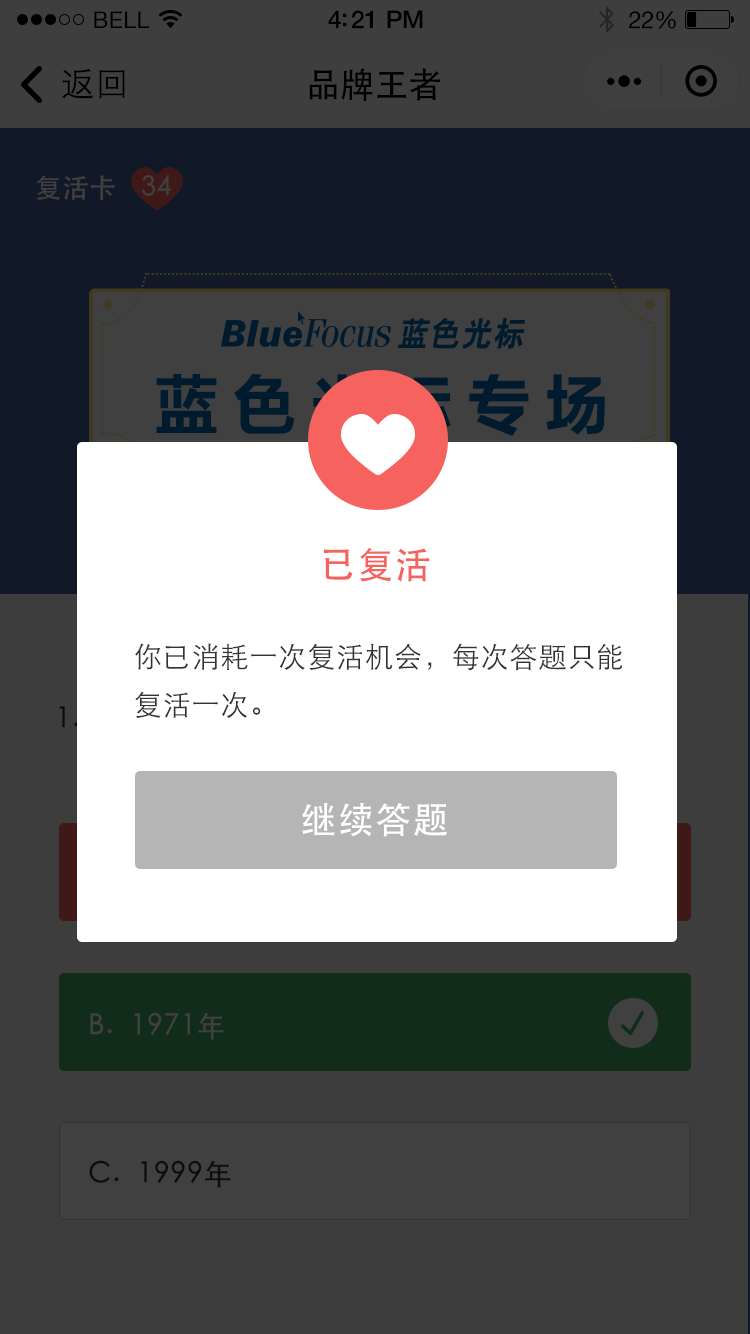 BELL
4:21 PM
22%
返回
品牌王者
复活卡
34
BlueFocus 蓝色光标
蓝色光标专场
已复活
你已消耗一次复活机会，每次答题只能
复活一次。
1.
继续答题
B. 1971年
C. 1999年